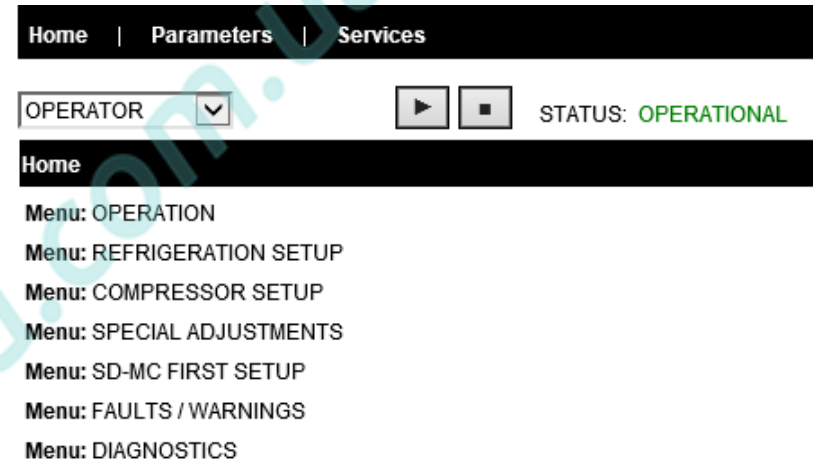 Home | Parameters | Services
OPERATOR STATUS: OPERATIONAL
Home
Menu: OPERATION
Menu: REFRIGERATION SETUP
Menu: COMPRESSOR SETUP
Menu: SPECIAL ADJUSTMENTS
Menu: SD-MC FIRST SETUP
Menu: FAULTS / WARNINGS
Menu: DIAGNOSTICS